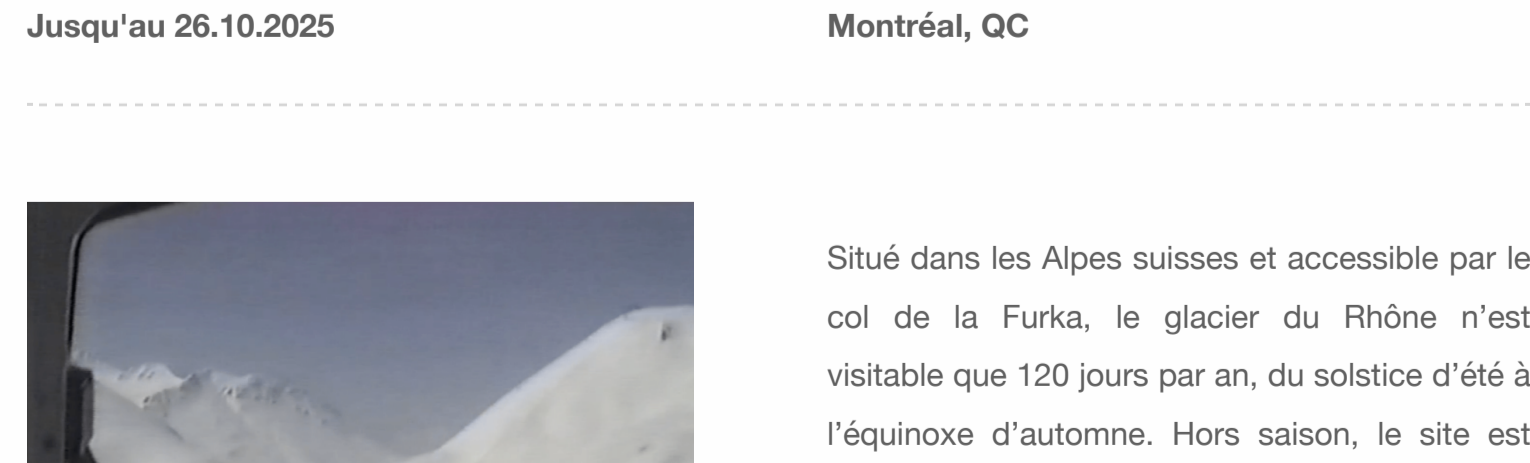 Jusqu'au 26.10.2025
Montréal, QC
Situé dans les Alpes suisses et accessible par le
col de la Furka, le glacier du Rhône n’est
visitable que 120 jours par an, du solstice d’été à
l’équinoxe d’automne. Hors saison, le site est